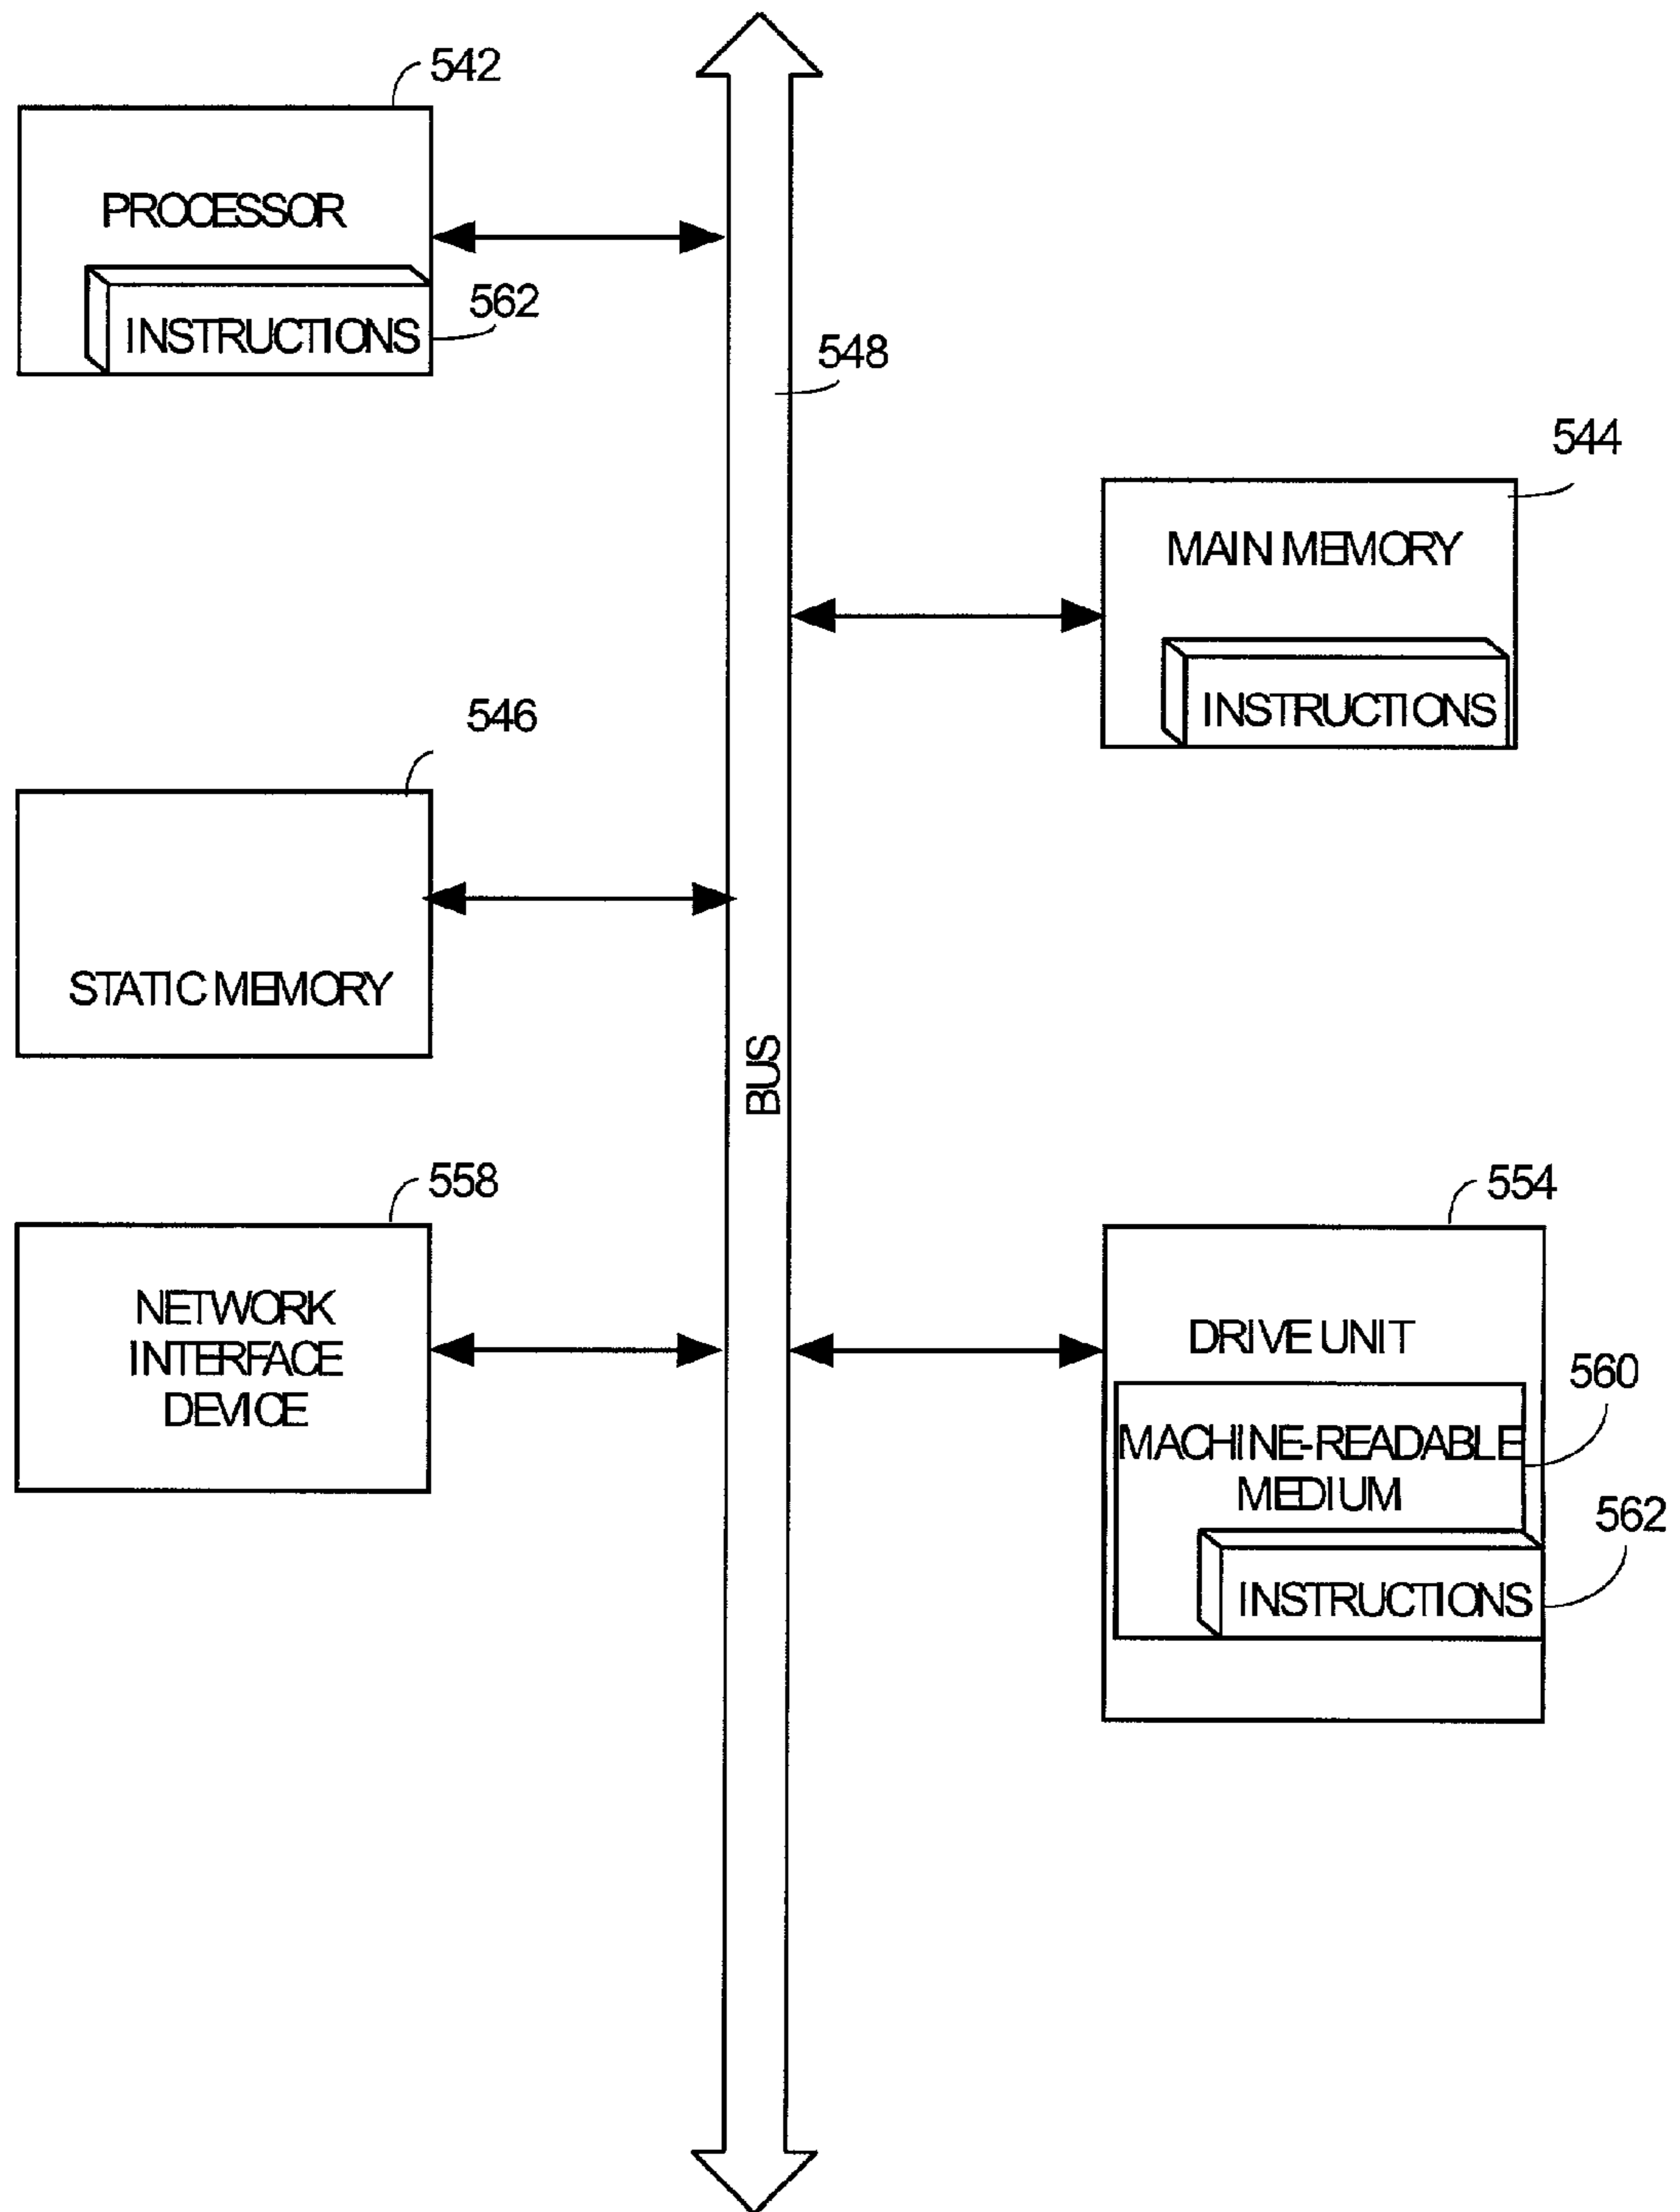 542
PROCESSOR
562
INSTRUCTIONS
548
544
MAIN MEMORY
INSTRUCTIONS
546
STATIC MEMORY
BUS
558
NETWORK
INTERFACE
DEVICE
554
DRIVE UNIT
560
MACHINE-READABLE
MEDIUM
562
INSTRUCTIONS